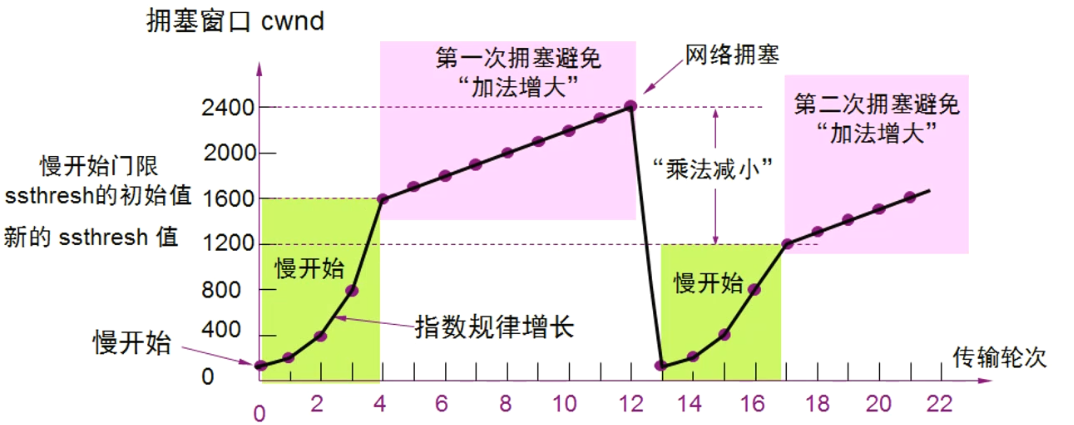 拥塞窗口 cwnd
第一次拥塞避免
“加法增大”
网络拥塞
第二次拥塞避免
“加法增大”
2400
2000
慢开始门限
ssthresh的初始值
1600
“乘法减小”
新的 ssthresh 值
1200
慢开始
慢开始
800
400
指数规律增长
慢开始
0
传输轮次
0 2 4 6 8 10 12 14 16 18 20 22